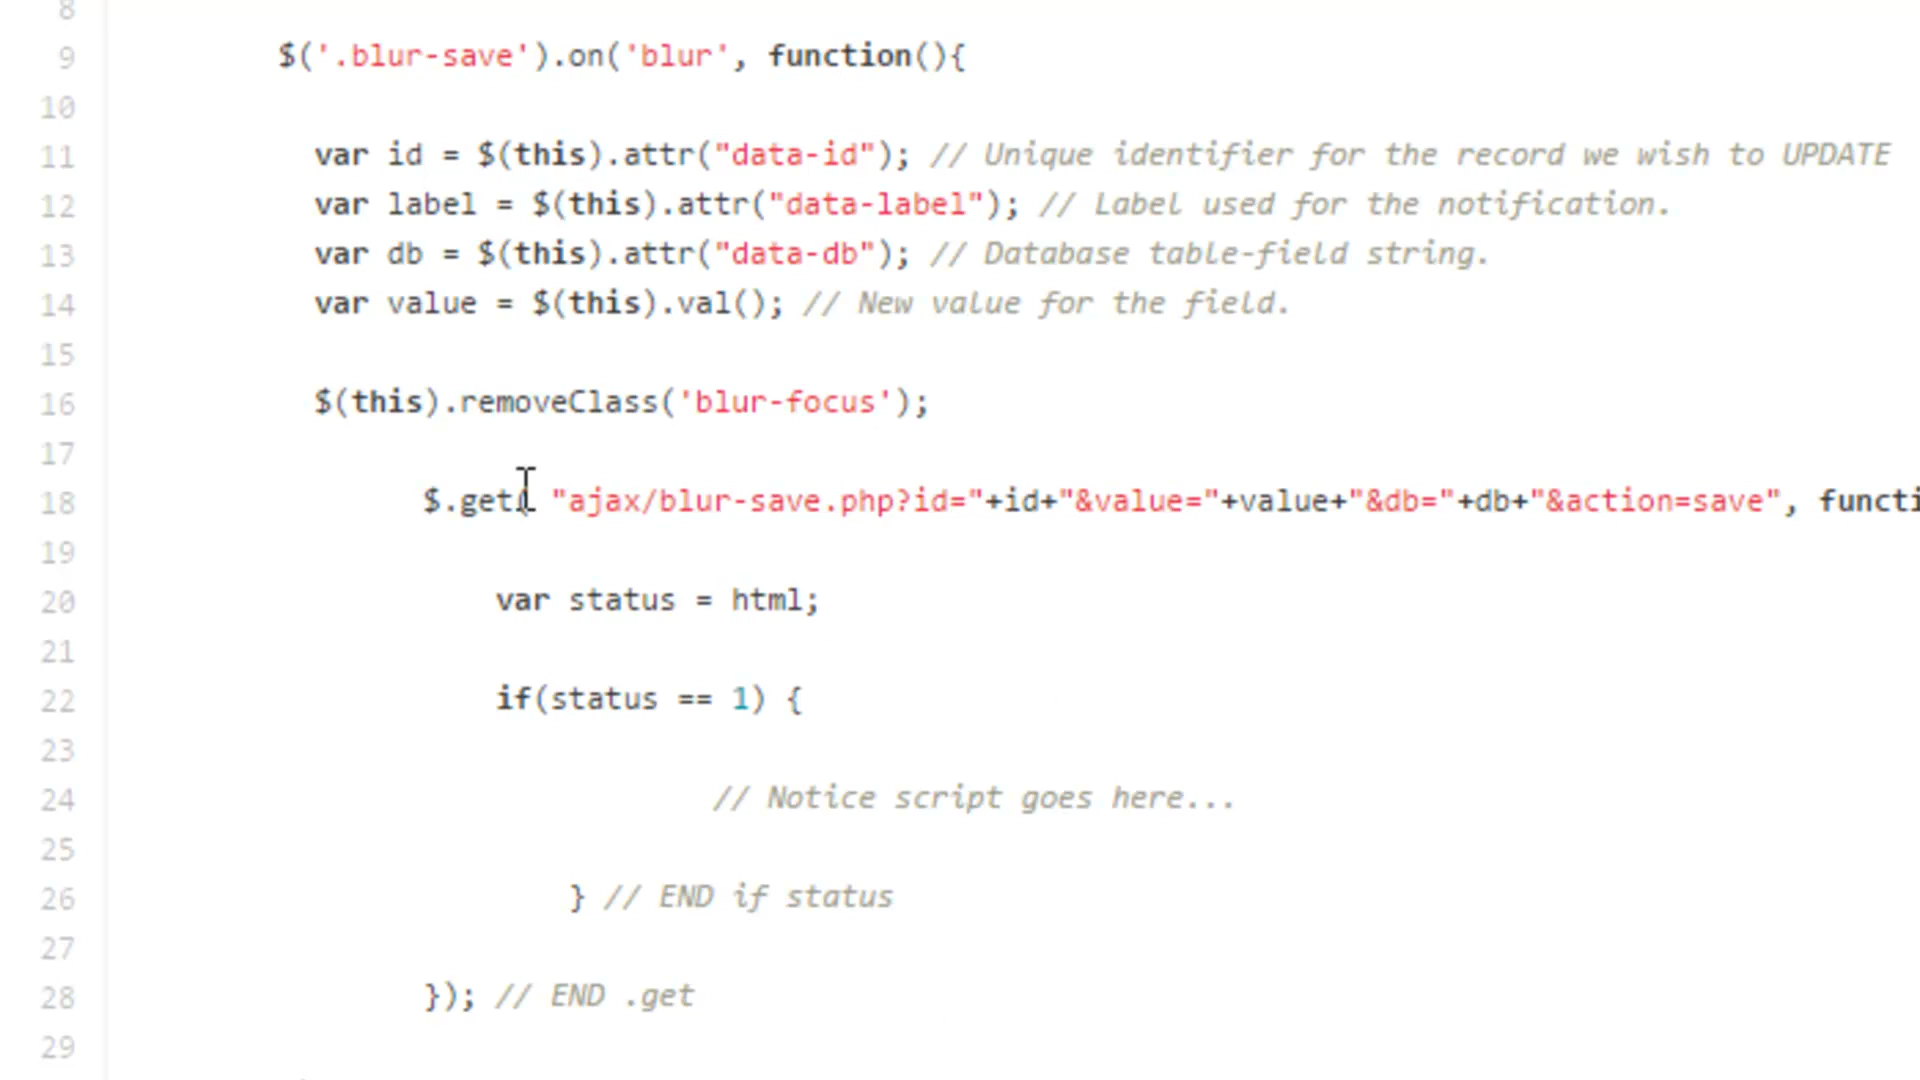 8
9 $('.blur-save').on('blur', function(){
10
11 var id = $(this).attr("data-id"); // Unique identifier for the record we wish to UPDATE
12 var label = $(this).attr("data-label"); // Label used for the notification.
13 var db = $(this).attr("data-db"); // Database table-field string.
14 var value = $(this).val(); // New value for the field.
15
16 $(this).removeClass('blur-focus');
17
18 $.get( "ajax/blur-save.php?id="+id+"&value="+value+"&db="+db+"&action=save", functi
19
20 var status = html;
21
22 if(status == 1) {
23
24 // Notice script goes here...
25
26 } // END if status
27
28 }); // END .get
29